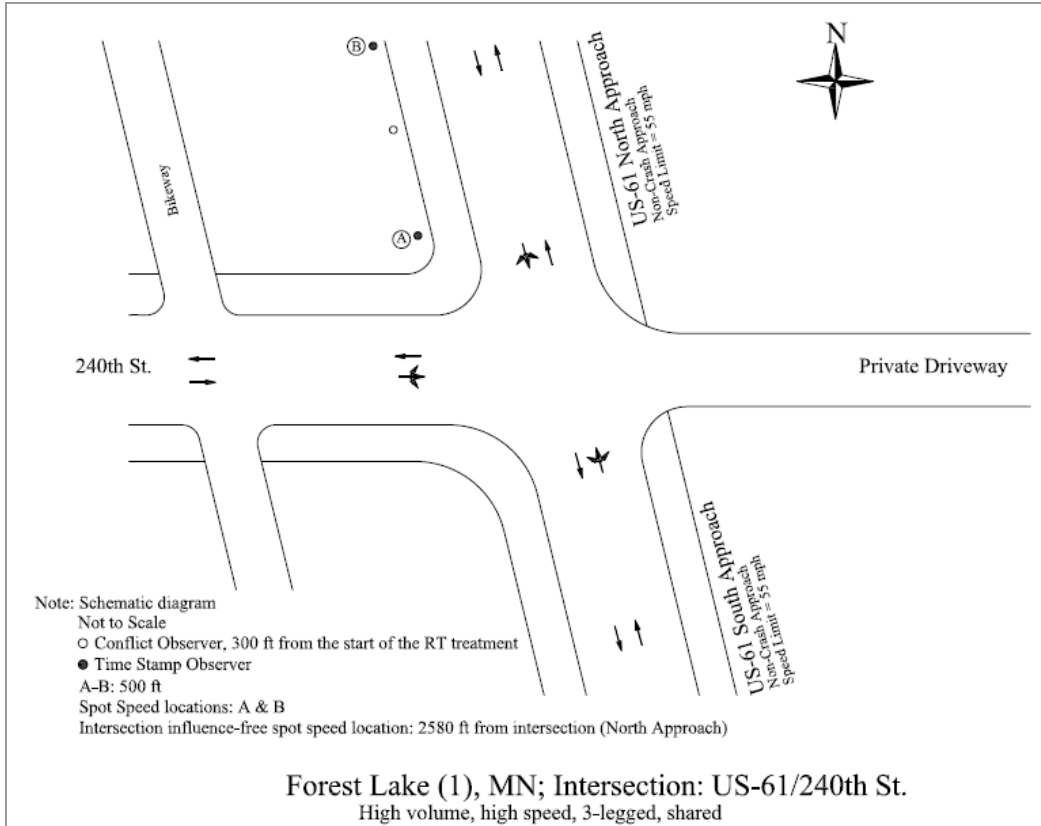 N
B
US-61 North Approach
Non-Crash Approach
Speed Limit = 55 mph
Bikeway
A
240th St.
Private Driveway
US-61 South Approach
Non-Crash Approach
Speed Limit = 55 mph
Note: Schematic diagram
Not to Scale
Conflict Observer, 300 ft from the start of the RT treatment
Time Stamp Observer
A-B: 500 ft
Spot Speed locations: A & B
Intersection influence-free spot speed location: 2580 ft from intersection (North Approach)
Forest Lake (1), MN; Intersection: US-61/240th St.
High volume, high speed, 3-legged, shared